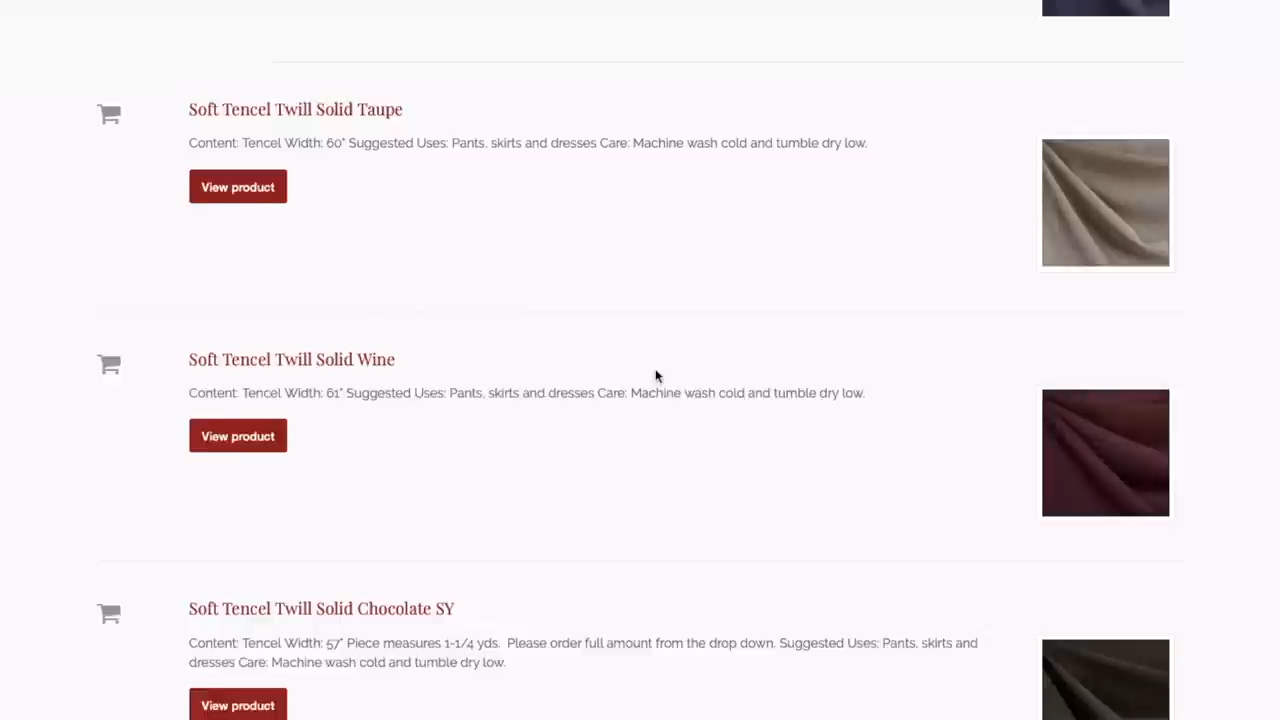 Soft Tencel Twill Solid Taupe
Content: Tencel Width: 60" Suggested Uses: Pants, skirts and dresses Care: Machine wash cold and tumble dry low.
View product
Soft Tencel Twill Solid Wine
Content: Tencel Width: 61" Suggested Uses: Pants, skirts and dresses Care: Machine wash cold and tumble dry low.
View product
Soft Tencel Twill Solid Chocolate SY
Content: Tencel Width: 57" Piece measures 1-1/4 yds.  Please order full amount from the drop down. Suggested Uses: Pants, skirts and
dresses Care: Machine wash cold and tumble dry low.
View product